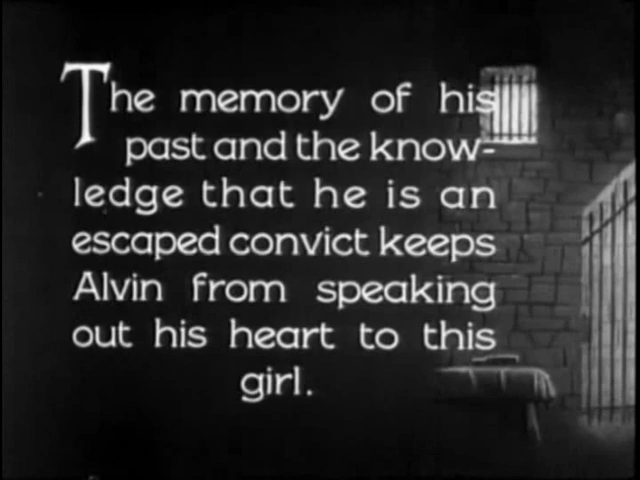 The memory of his
past and the know-
ledge that he is an
escaped convict keeps
Alvin from speaking
out his heart to this
girl.